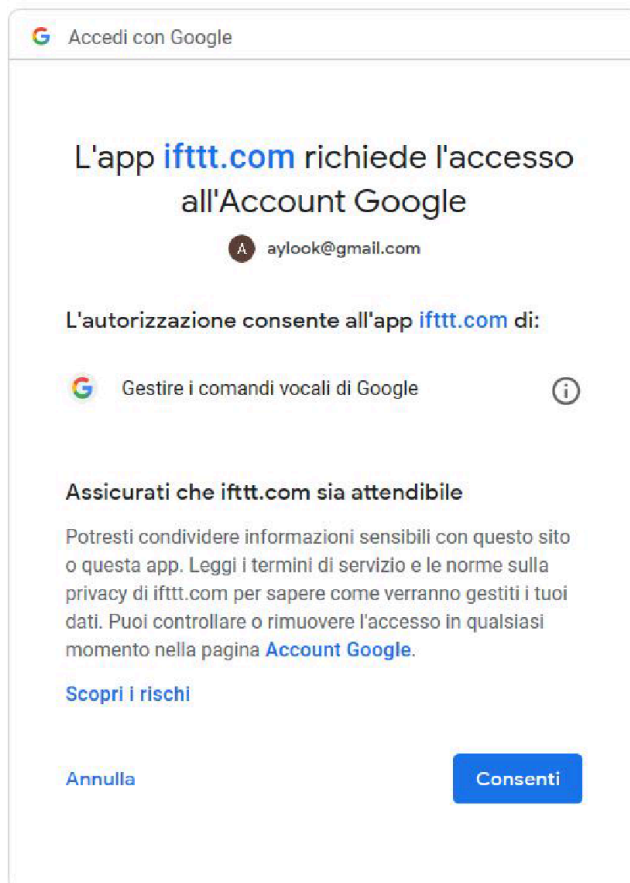 Accedi con Google
L'app ifttt.com richiede l'accesso
all'Account Google
A aylook@gmail.com
L'autorizzazione consente all'app ifttt.com di:
Gestire i comandi vocali di Google
Assicurati che ifttt.com sia attendibile
Potresti condividere informazioni sensibili con questo sito
o questa app. Leggi i termini di servizio e le norme sulla
privacy di ifttt.com per sapere come verranno gestiti i tuoi
dati. Puoi controllare o rimuovere l'accesso in qualsiasi
momento nella pagina Account Google.
Scopri i rischi
Annulla Consenti